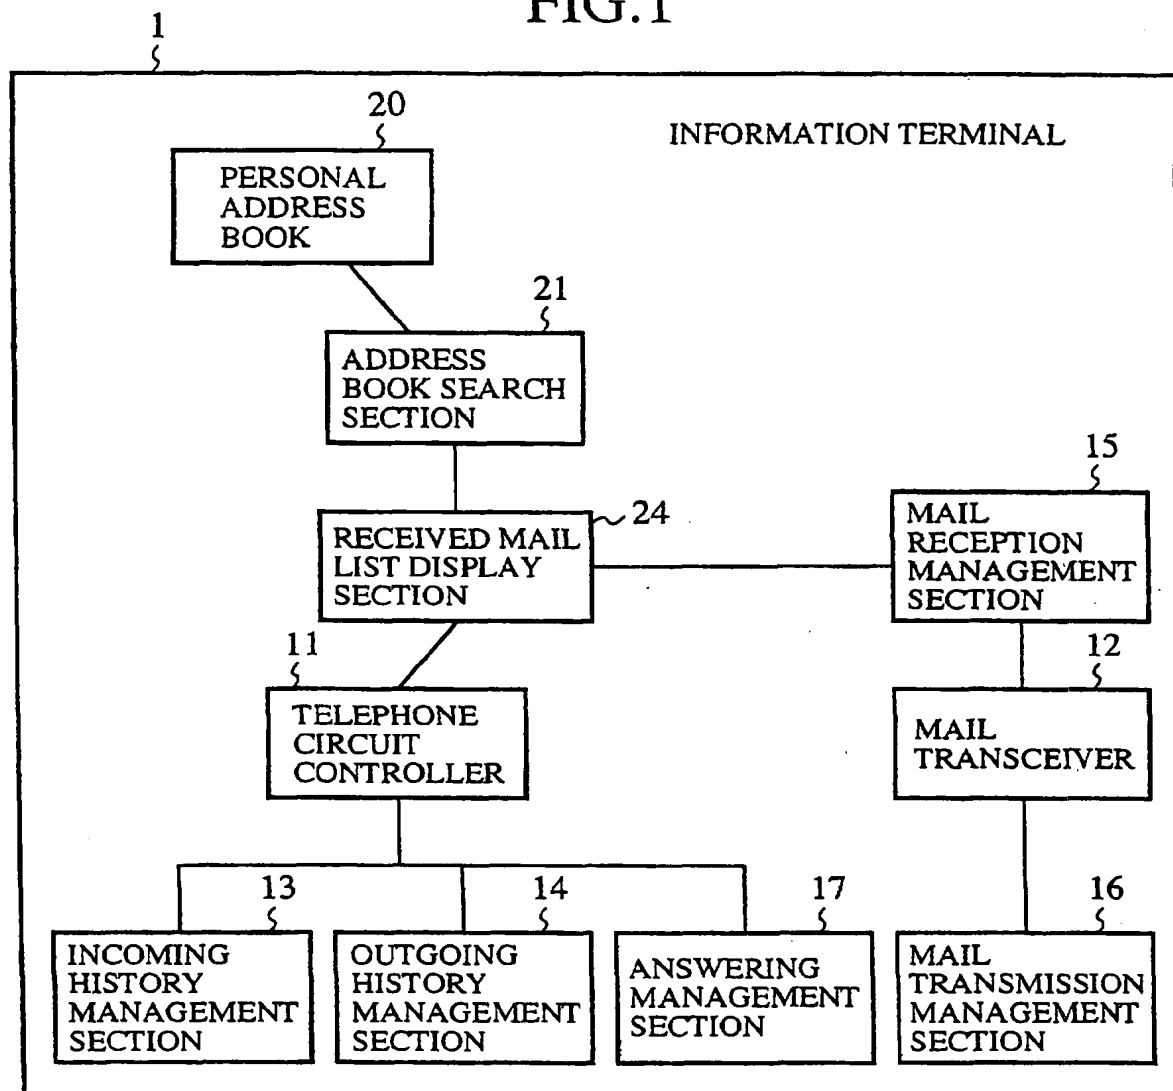 FIG.1
1
INFORMATION TERMINAL
20
PERSONAL
ADDRESS
BOOK
21
ADDRESS
BOOK SEARCH
SECTION
24
RECEIVED MAIL
LIST DISPLAY
SECTION
15
MAIL
RECEPTION
MANAGEMENT
SECTION
11
TELEPHONE
CIRCUIT
CONTROLLER
12
MAIL
TRANSCEIVER
13
INCOMING
HISTORY
MANAGEMENT
SECTION
14
OUTGOING
HISTORY
MANAGEMENT
SECTION
17
ANSWERING
MANAGEMENT
SECTION
16
MAIL
TRANSMISSION
MANAGEMENT
SECTION